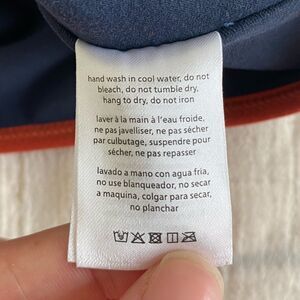 hand wash in cool water, do not
bleach, do not tumble dry,
hang to dry, do not iron
laver à la main à l'eau froide,
ne pas javelliser, ne pas sécher
par culbutage, suspendre pour
sécher, ne pas repasser
lavado a mano con agua fria,
no use blanqueador, no secar
a maquina, colgar para secar,
no planchar